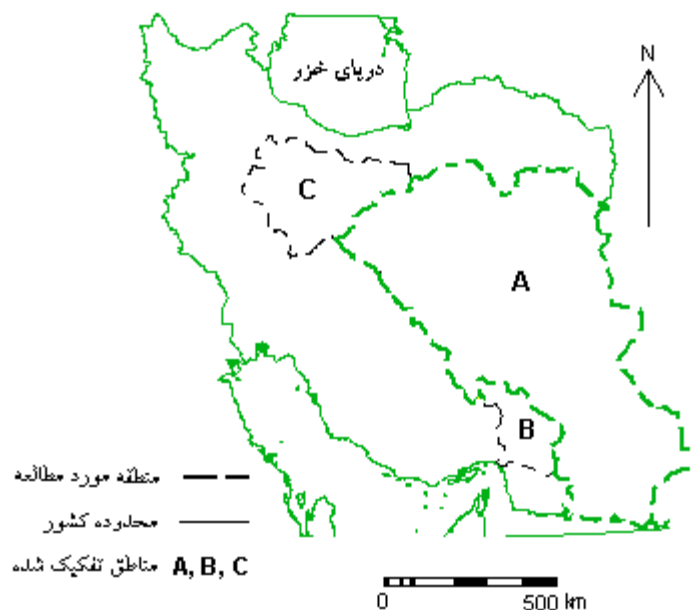 دریای خزر
N
C
A
B
منطقه مورد مطالعه
محدوده کشور
A, B, C مناطق تفکیک شده
0 500 km